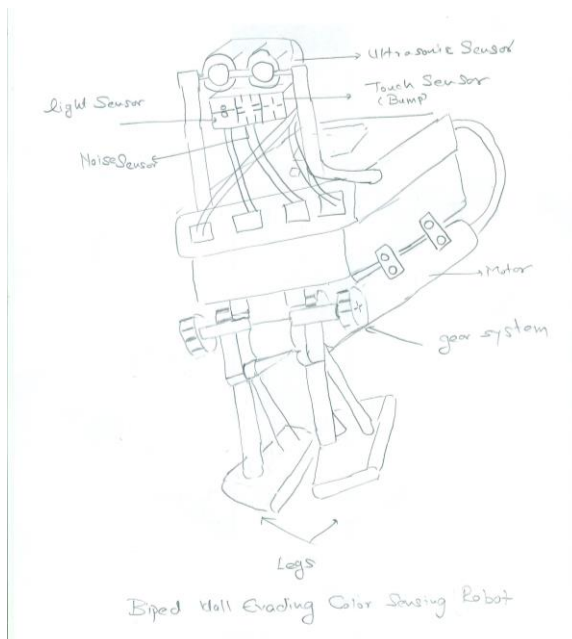 Ultrasonic Sensor
light Sensor
Touch Sensor
(Bump)
Noise Sensor
Motor
gear system
Legs
Biped Wall Evading Color Sensing Robot